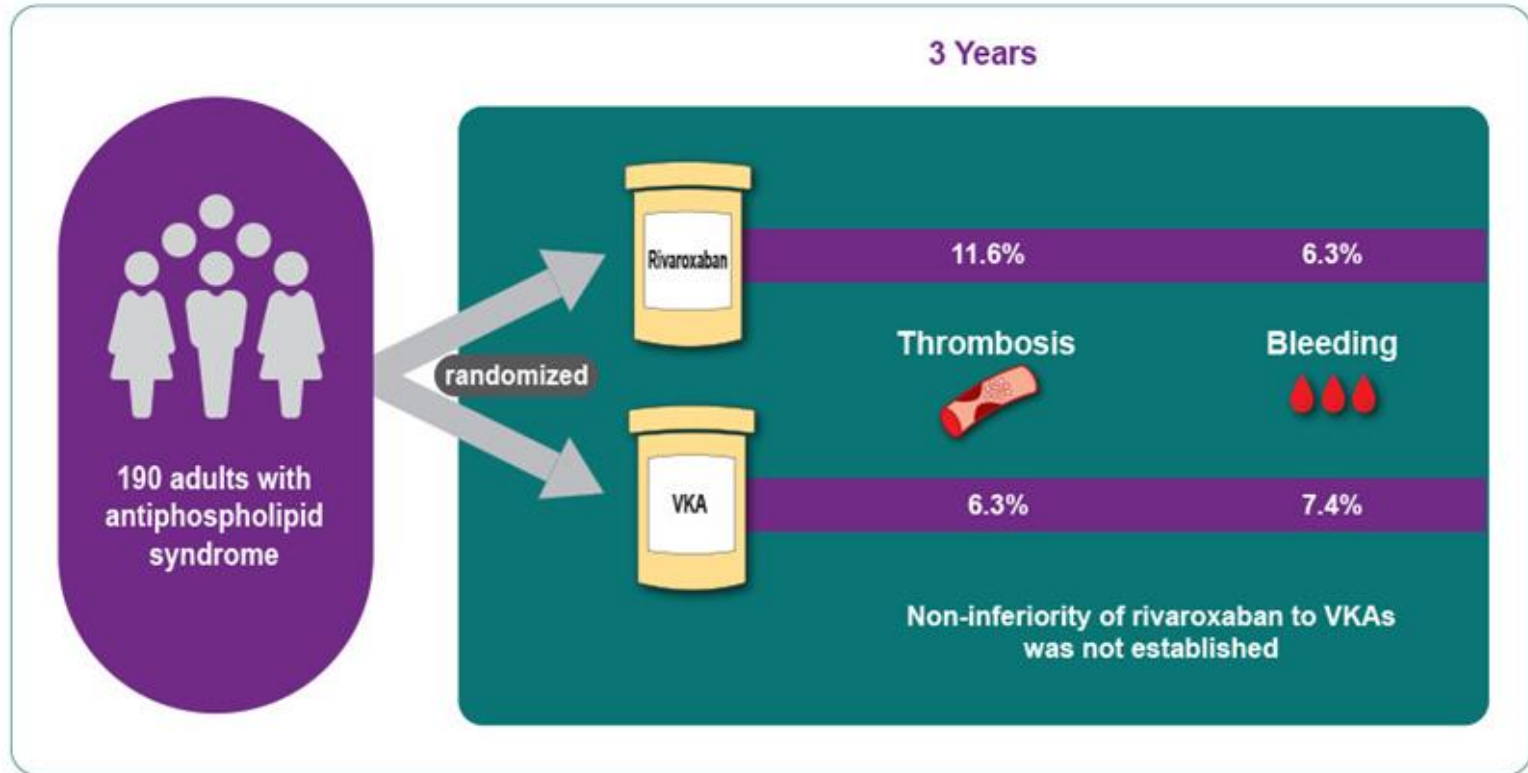 3 Years
190 adults with
antiphospholipid
syndrome
randomized
Rivaroxaban
11.6%
6.3%
Thrombosis
Bleeding
VKA
6.3%
7.4%
Non-inferiority of rivaroxaban to VKAs
was not established